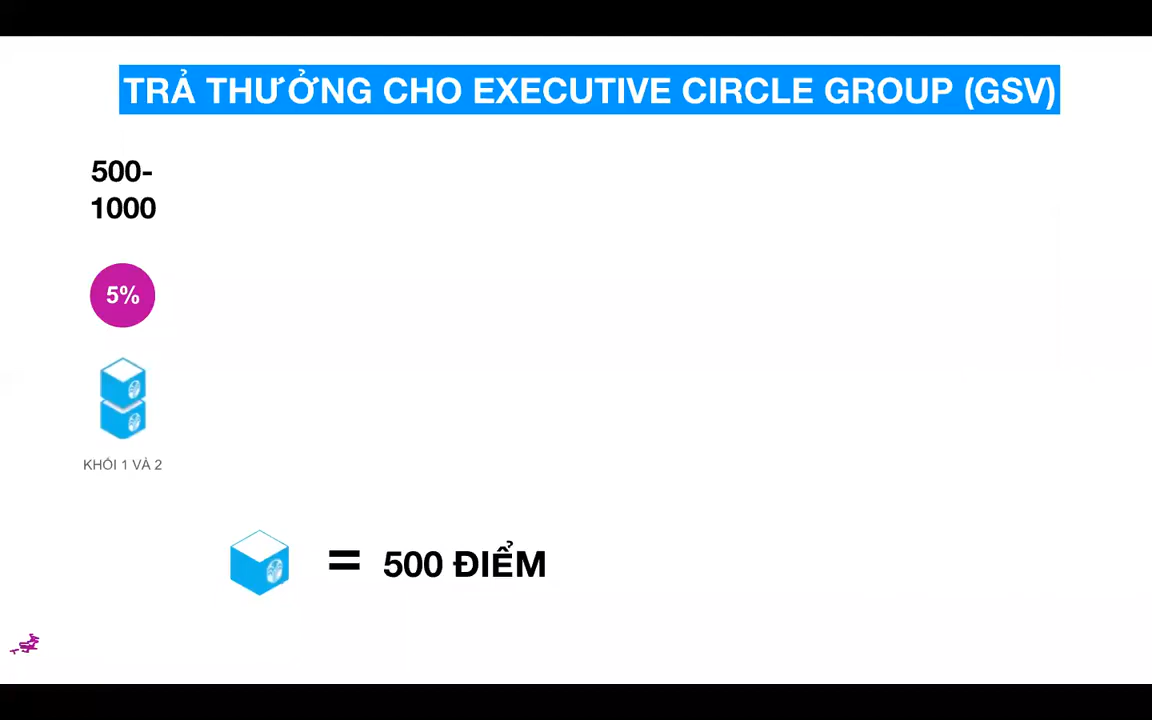 TRẢ THƯỞNG CHO EXECUTIVE CIRCLE GROUP (GSV)
500-
1000
5%
KHỐI 1 VÀ 2
= 500 ĐIỂM